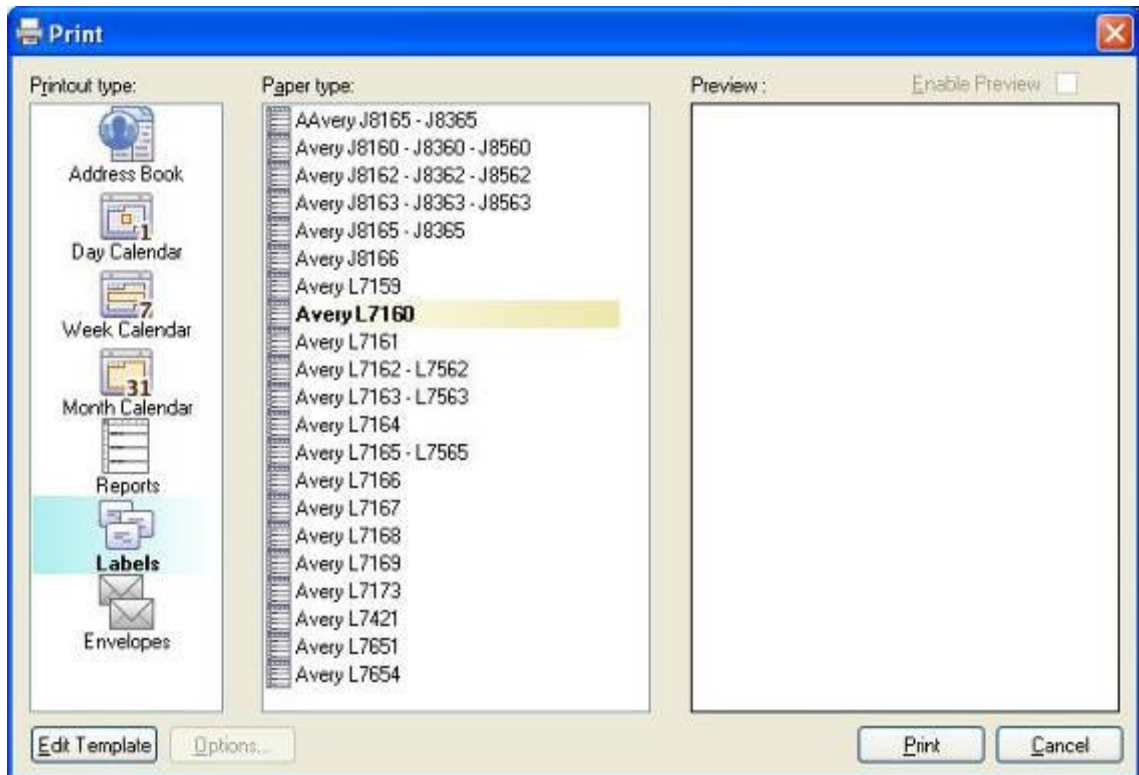 Print
Printout type:
Address Book
1
Day Calendar
7
Week Calendar
31
Month Calendar
Reports
Labels
Envelopes
Paper type:
AAvery J8165 - J8365
Avery J8160 - J8360 - J8560
Avery J8162 - J8362 - J8562
Avery J8163 - J8363 - J8563
Avery J8165 - J8365
Avery J8166
Avery L7159
Avery L7160
Avery L7161
Avery L7162 - L7562
Avery L7163 - L7563
Avery L7164
Avery L7165 - L7565
Avery L7166
Avery L7167
Avery L7168
Avery L7169
Avery L7173
Avery L7421
Avery L7651
Avery L7654
Preview :
Enable Preview
Edit Template
Options...
Print
Cancel